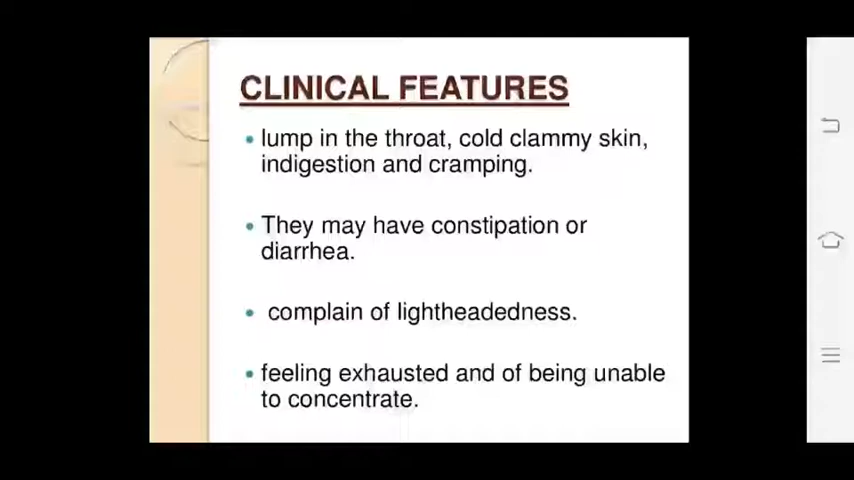 CLINICAL FEATURES
• lump in the throat, cold clammy skin,
indigestion and cramping.
• They may have constipation or
diarrhea.
• complain of lightheadedness.
• feeling exhausted and of being unable
to concentrate.